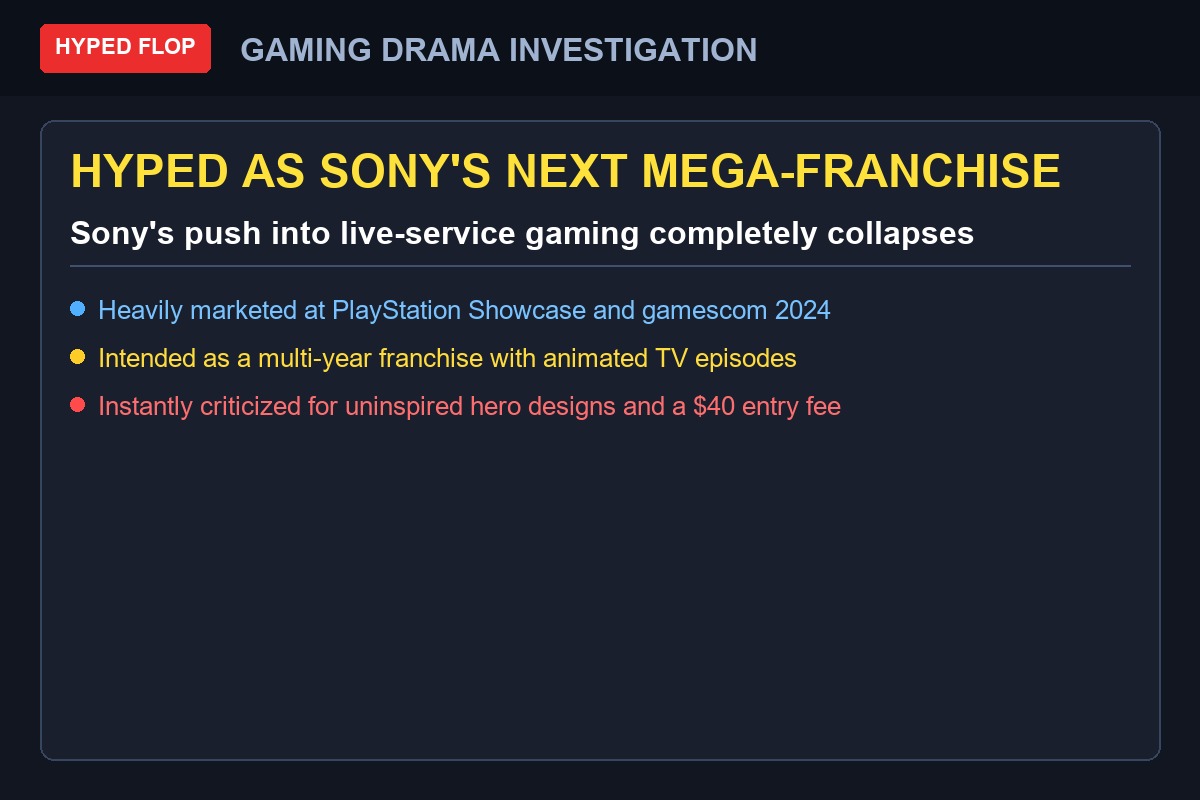 HYPED FLOP
GAMING DRAMA INVESTIGATION
HYPED AS SONY'S NEXT MEGA-FRANCHISE
Sony's push into live-service gaming completely collapses
Heavily marketed at PlayStation Showcase and gamescom 2024
Intended as a multi-year franchise with animated TV episodes
Instantly criticized for uninspired hero designs and a $40 entry fee